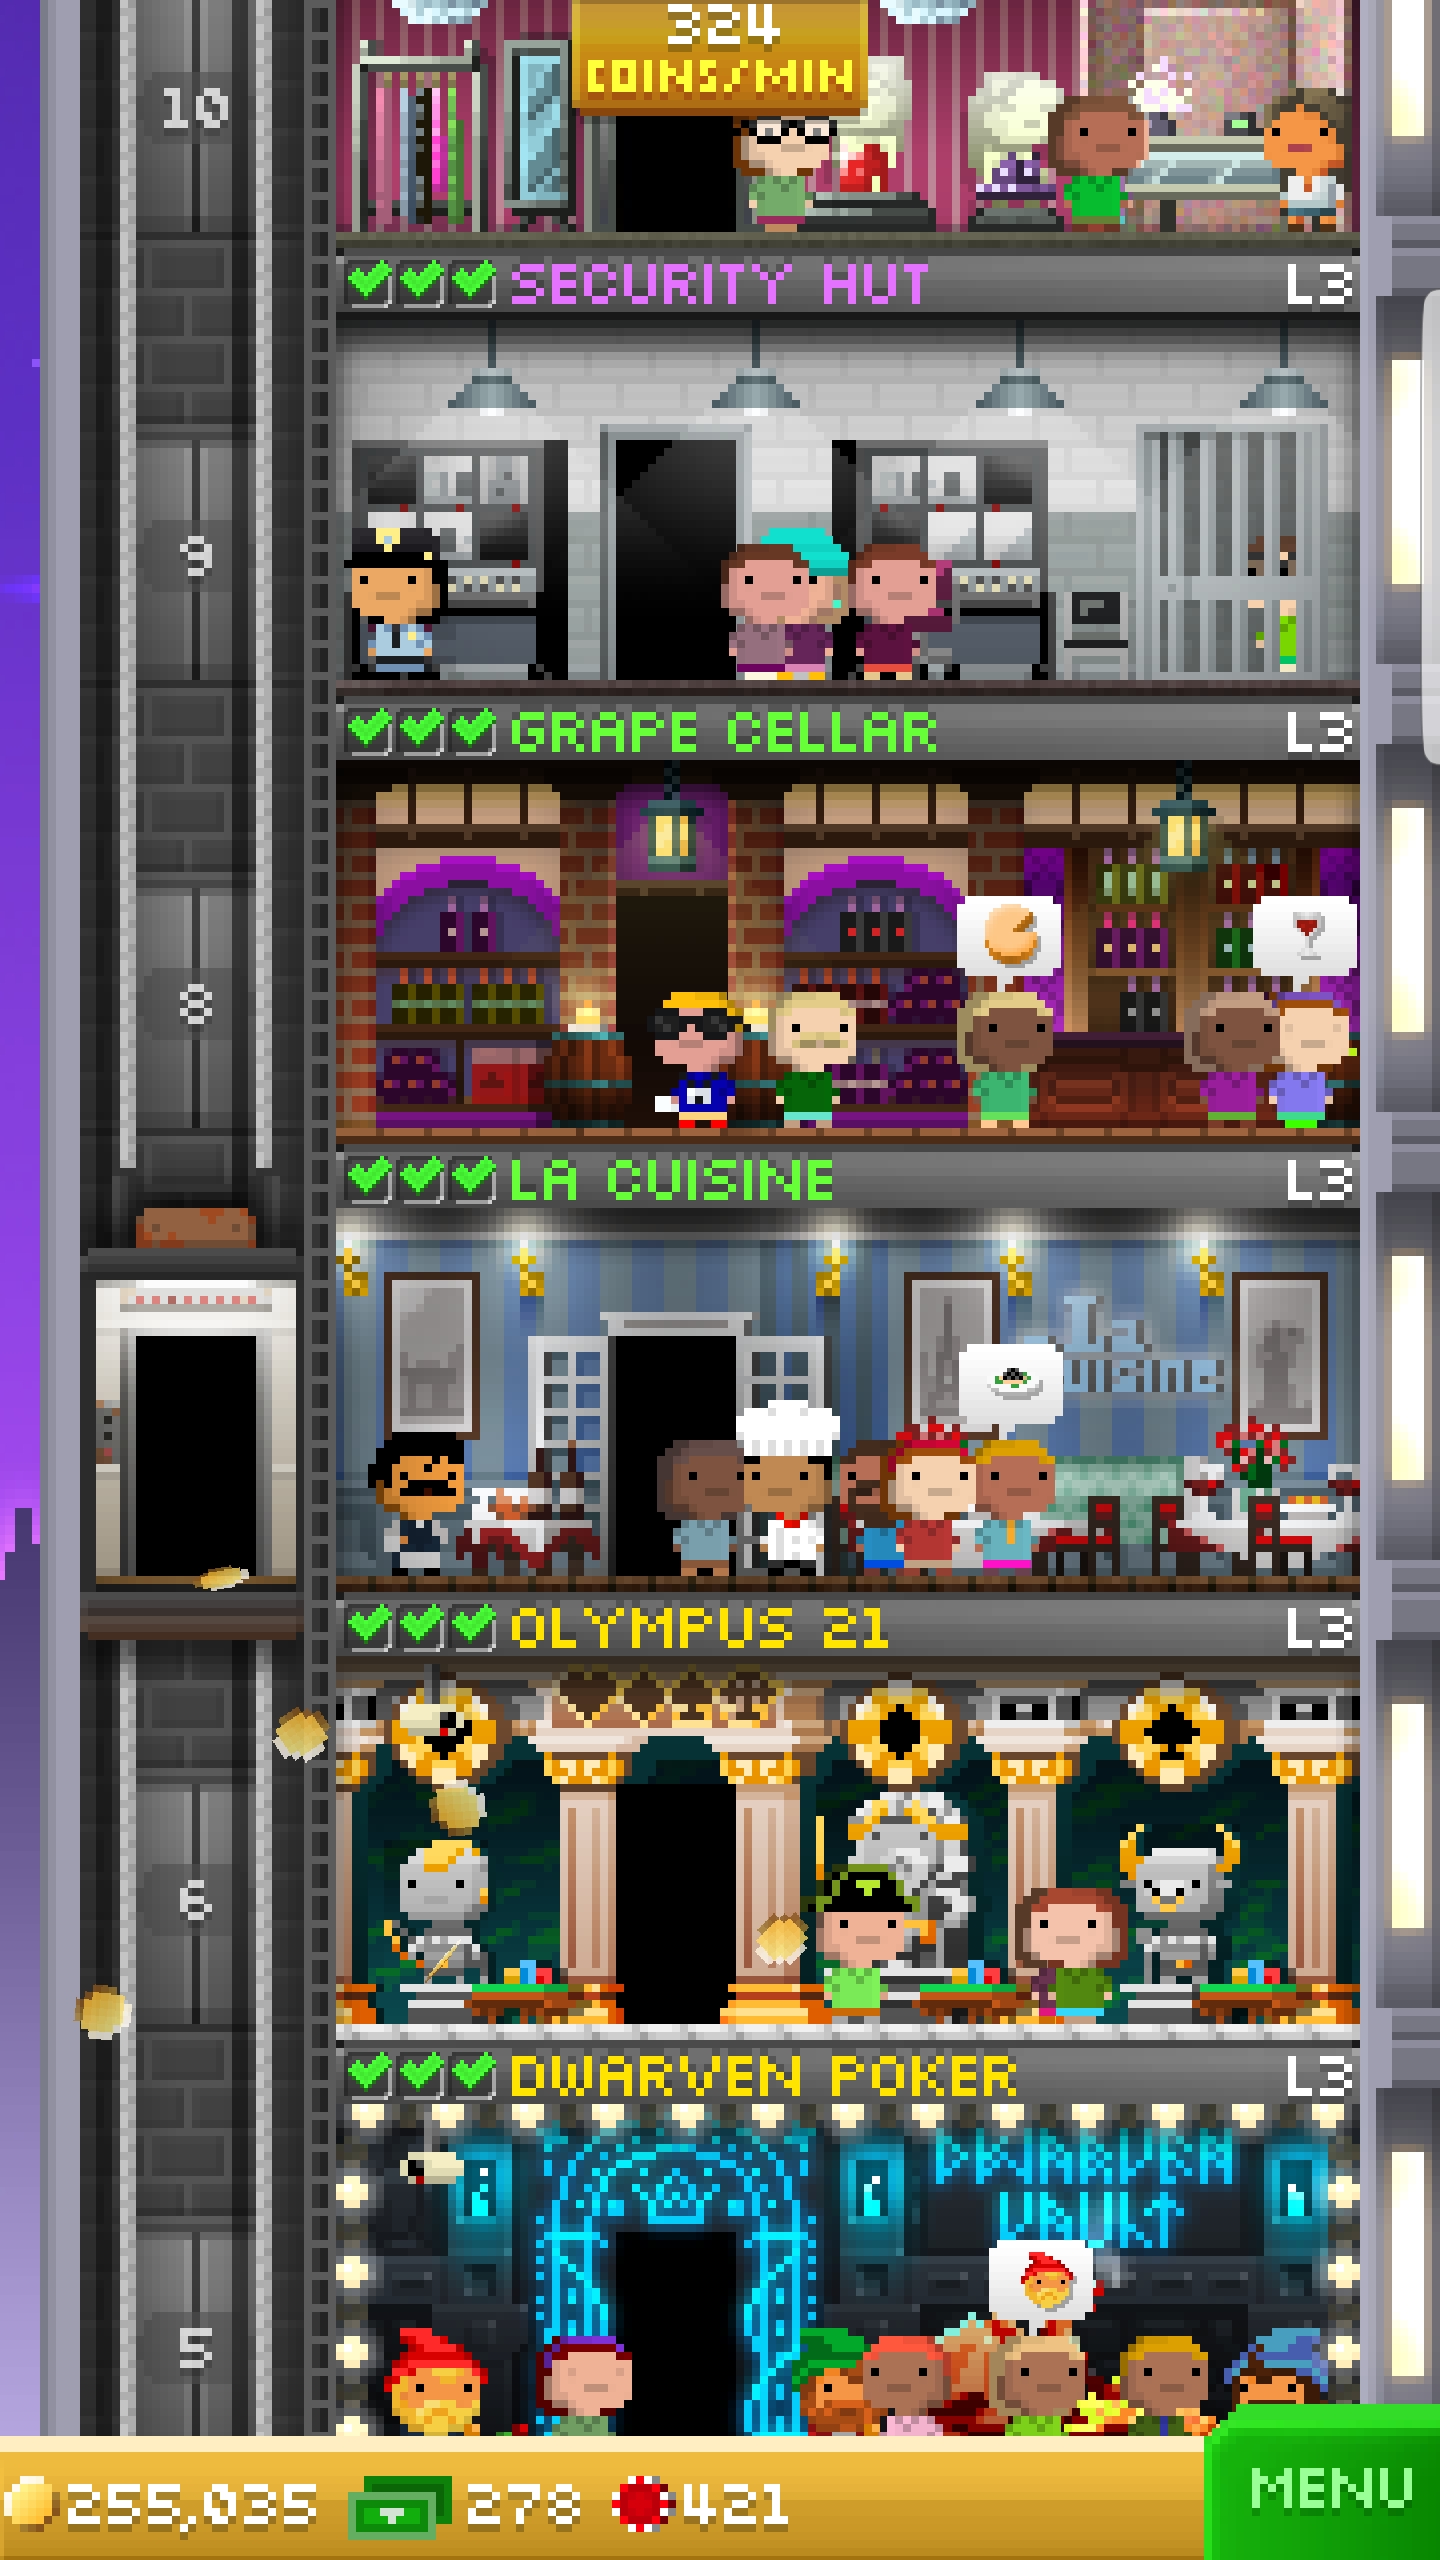 324
COINS/MIN
10
SECURITY HUT L3
9
GRAPE CELLAR L3
8
LA CUISINE L3
La
Cuisine
OLYMPUS 21 L3
6
DWARVEN POKER L3
DWARVEN
VAULT
5
255,035 278 421
MENU